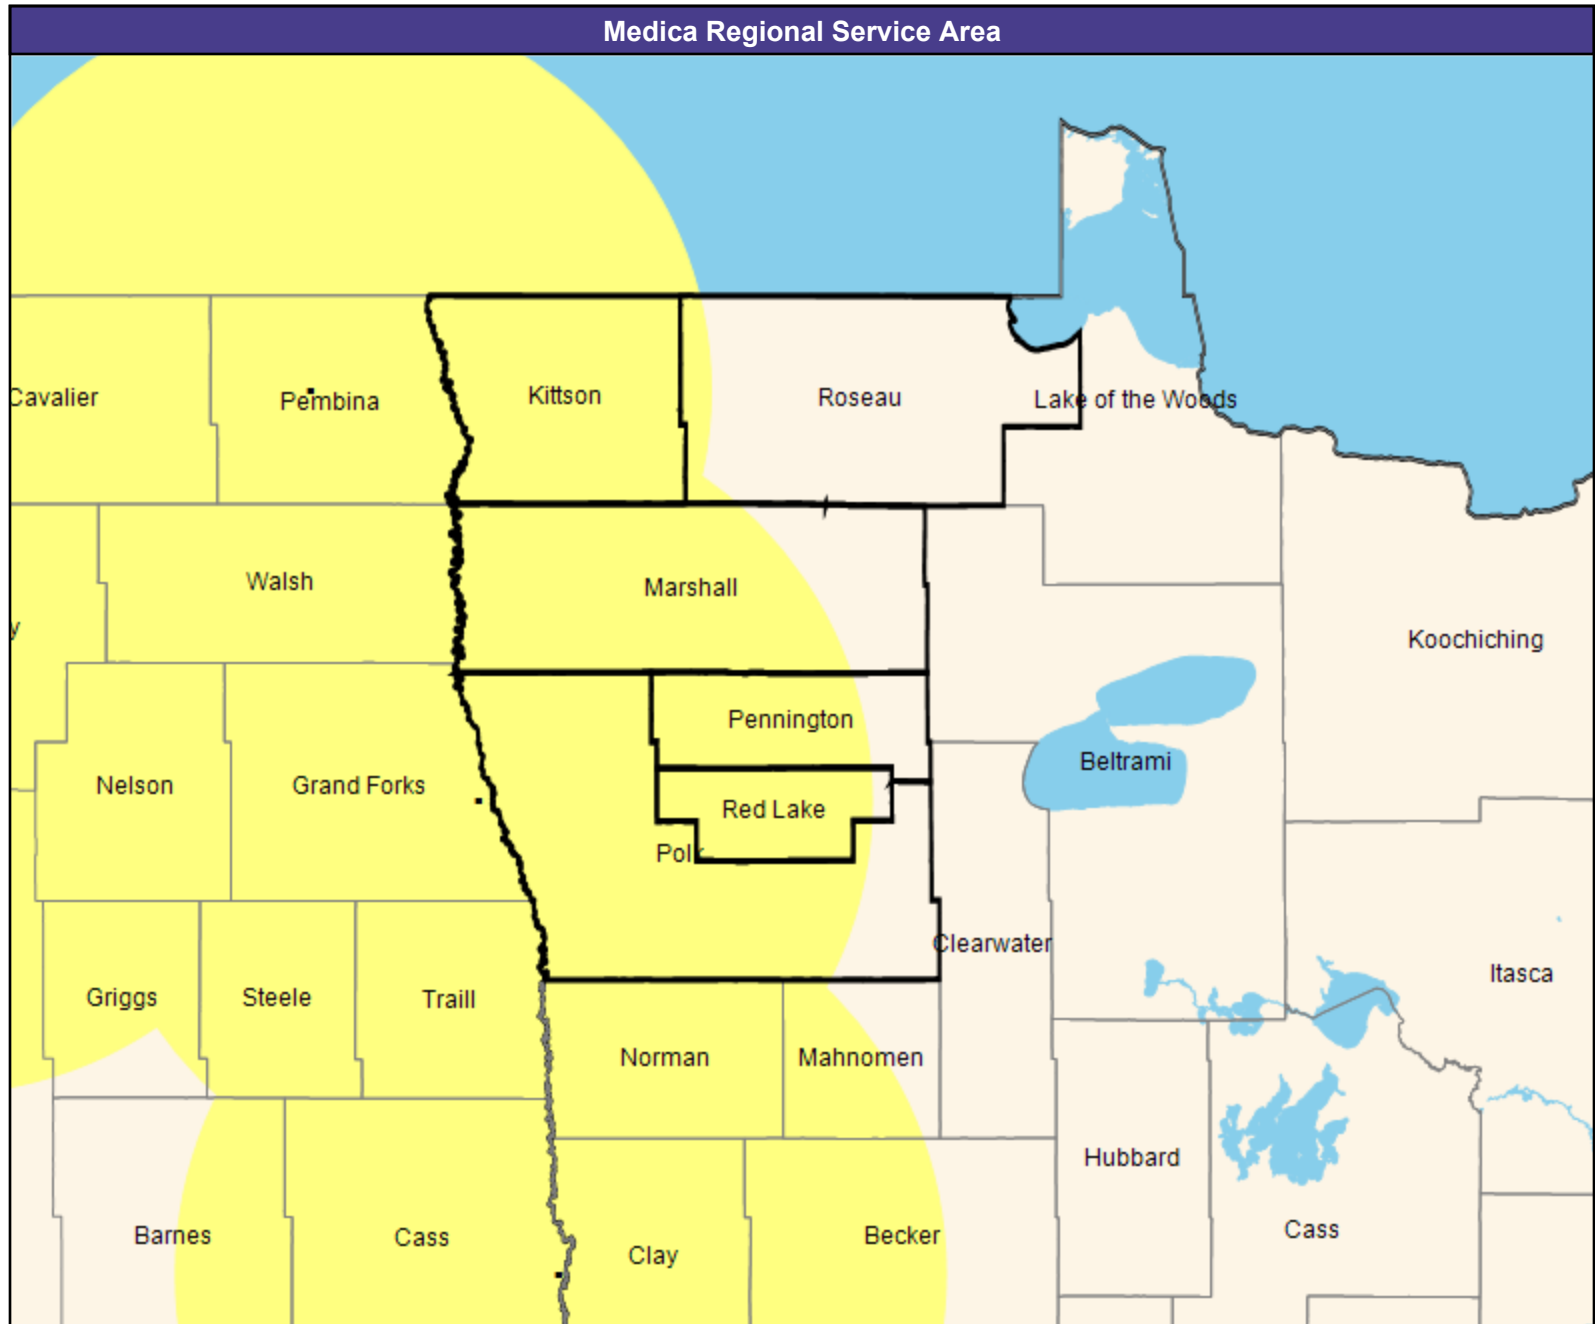 Medica Regional Service Area
Cavalier
Pembina
Kittson
Roseau
Lake of the Woods
Walsh
Marshall
y
Koochiching
Pennington
Nelson
Grand Forks
Beltrami
Red Lake
Polk
Clearwater
Itasca
Griggs
Steele
Traill
Norman
Mahnomen
Hubbard
Barnes
Cass
Clay
Becker
Cass